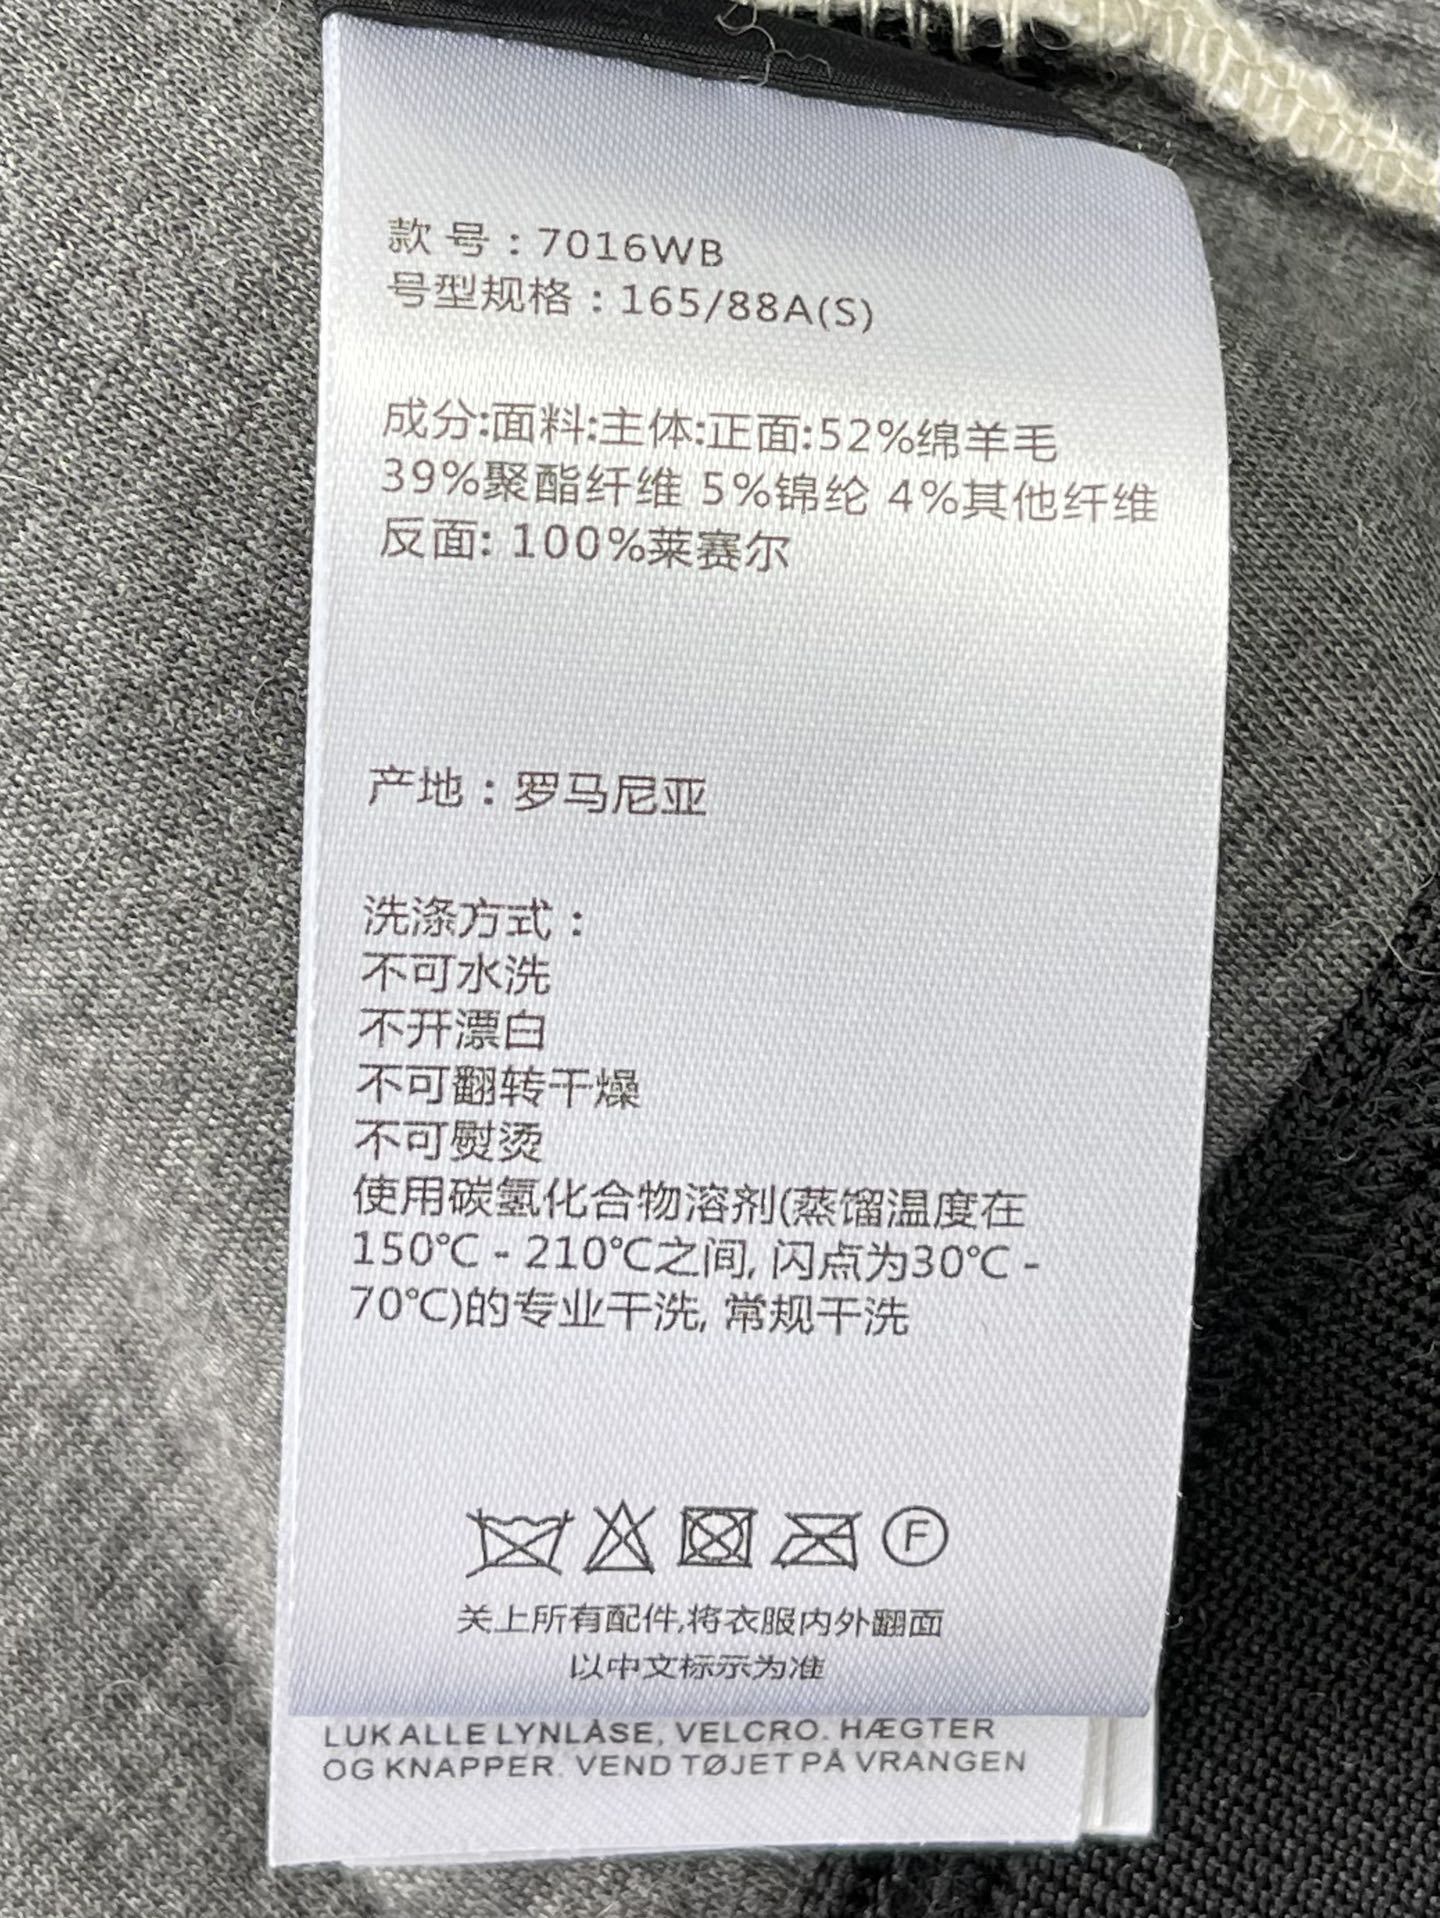 款 号：7016WB
号型规格：165/88A(S)
成分:面料:主体:正面:52%绵羊毛
39%聚酯纤维 5%锦纶 4%其他纤维
反面: 100%莱赛尔
产地：罗马尼亚
洗涤方式：
不可水洗
不开漂白
不可翻转干燥
不可熨烫
使用碳氢化合物溶剂(蒸馏温度在
150℃ - 210℃之间, 闪点为30℃ -
70℃)的专业干洗, 常规干洗
F
关上所有配件,将衣服内外翻面
以中文标示为准
LUK ALLE LYNLÅSE, VELCRO. HÆGTER
OG KNAPPER. VEND TØJET PÅ VRANGEN